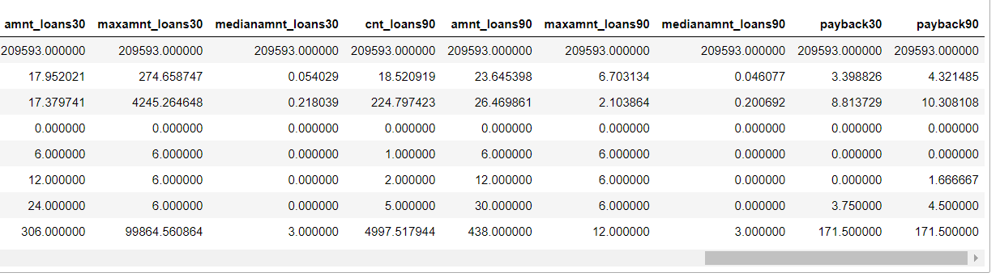 amnt_loans30 maxamnt_loans30 medianamnt_loans30 cnt_loans90 amnt_loans90 maxamnt_loans90 medianamnt_loans90 payback30 payback90
209593.000000 209593.000000 209593.000000 209593.000000 209593.000000 209593.000000 209593.000000 209593.000000 209593.000000
17.952021 274.658747 0.054029 18.520919 23.645398 6.703134 0.046077 3.398826 4.321485
17.379741 4245.264648 0.218039 224.797423 26.469861 2.103864 0.200692 8.813729 10.308108
0.000000 0.000000 0.000000 0.000000 0.000000 0.000000 0.000000 0.000000 0.000000
6.000000 6.000000 0.000000 1.000000 6.000000 6.000000 0.000000 0.000000 0.000000
12.000000 6.000000 0.000000 2.000000 12.000000 6.000000 0.000000 0.000000 1.666667
24.000000 6.000000 0.000000 5.000000 30.000000 6.000000 0.000000 3.750000 4.500000
306.000000 99864.560864 3.000000 4997.517944 438.000000 12.000000 3.000000 171.500000 171.500000